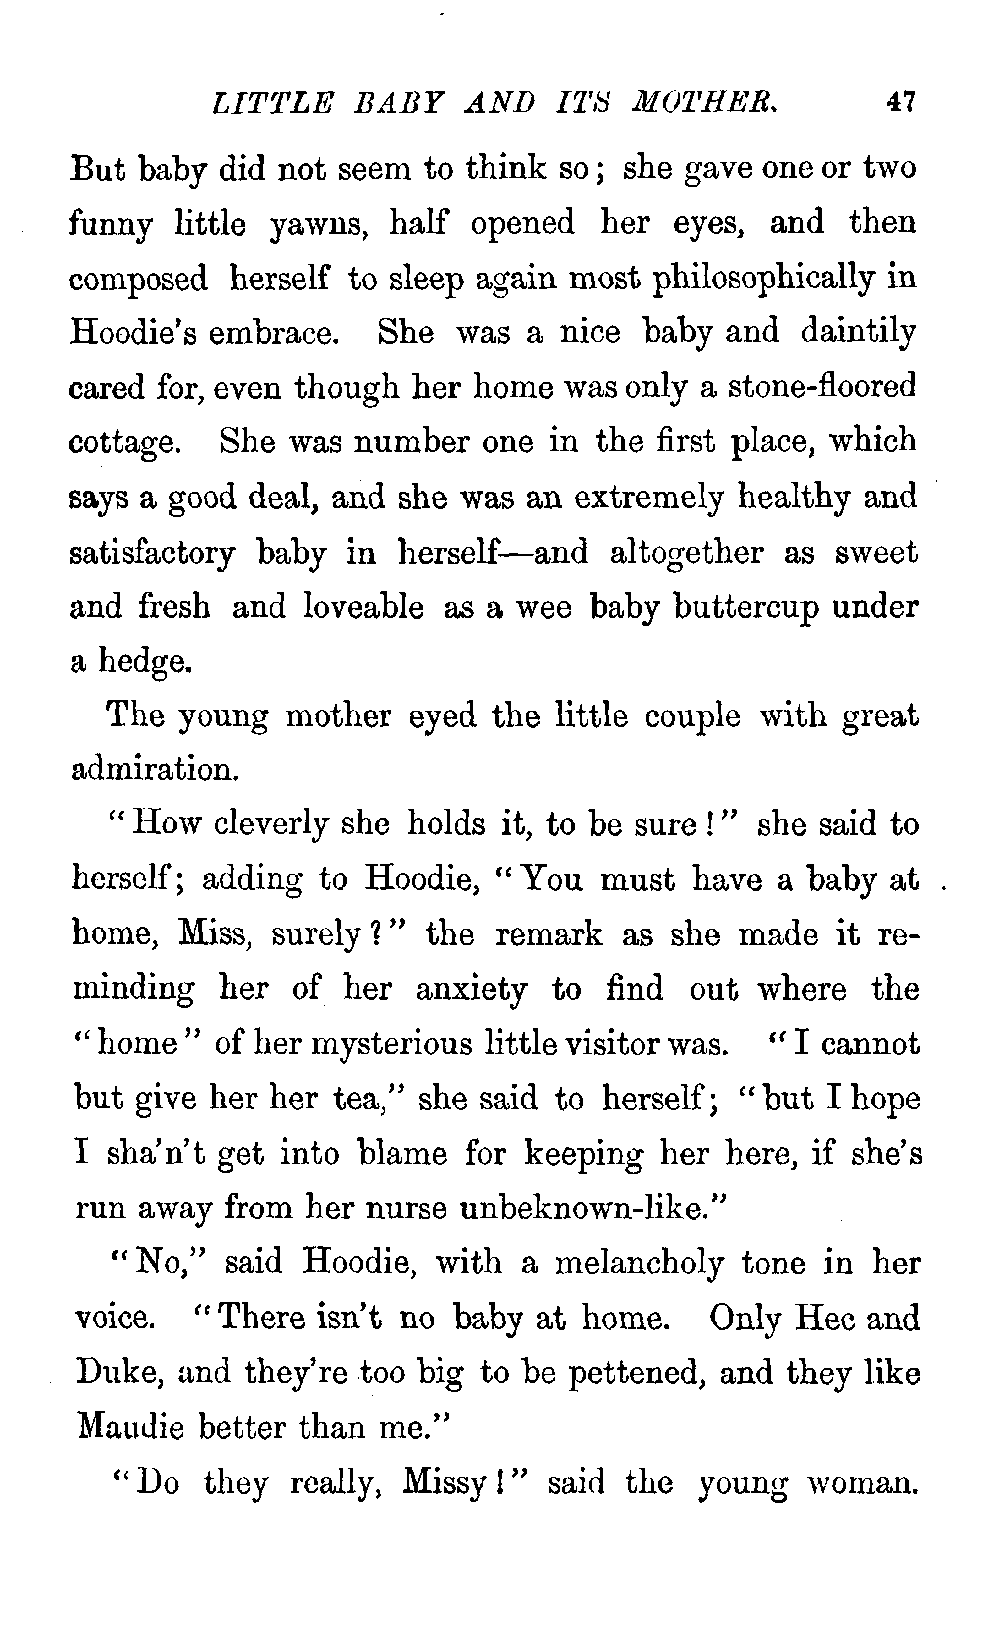 LITTLE BABY AND ITS MOTHER. 47
But baby did not seem to think so; she gave one or two
funny little yawns, half opened her eyes, and then
composed herself to sleep again most philosophically in
Hoodie's embrace. She was a nice baby and daintily
cared for, even though her home was only a stone-floored
cottage. She was number one in the first place, which
says a good deal, and she was an extremely healthy and
satisfactory baby in herself—and altogether as sweet
and fresh and loveable as a wee baby buttercup under
a hedge.
The young mother eyed the little couple with great
admiration.
"How cleverly she holds it, to be sure!" she said to
herself; adding to Hoodie, "You must have a baby at
home, Miss, surely?" the remark as she made it re-
minding her of her anxiety to find out where the
"home" of her mysterious little visitor was. "I cannot
but give her her tea," she said to herself; "but I hope
I sha'n't get into blame for keeping her here, if she's
run away from her nurse unbeknown-like."
"No," said Hoodie, with a melancholy tone in her
voice. "There isn't no baby at home. Only Hec and
Duke, and they're too big to be pettened, and they like
Maudie better than me."
"Do they really, Missy!" said the young woman.